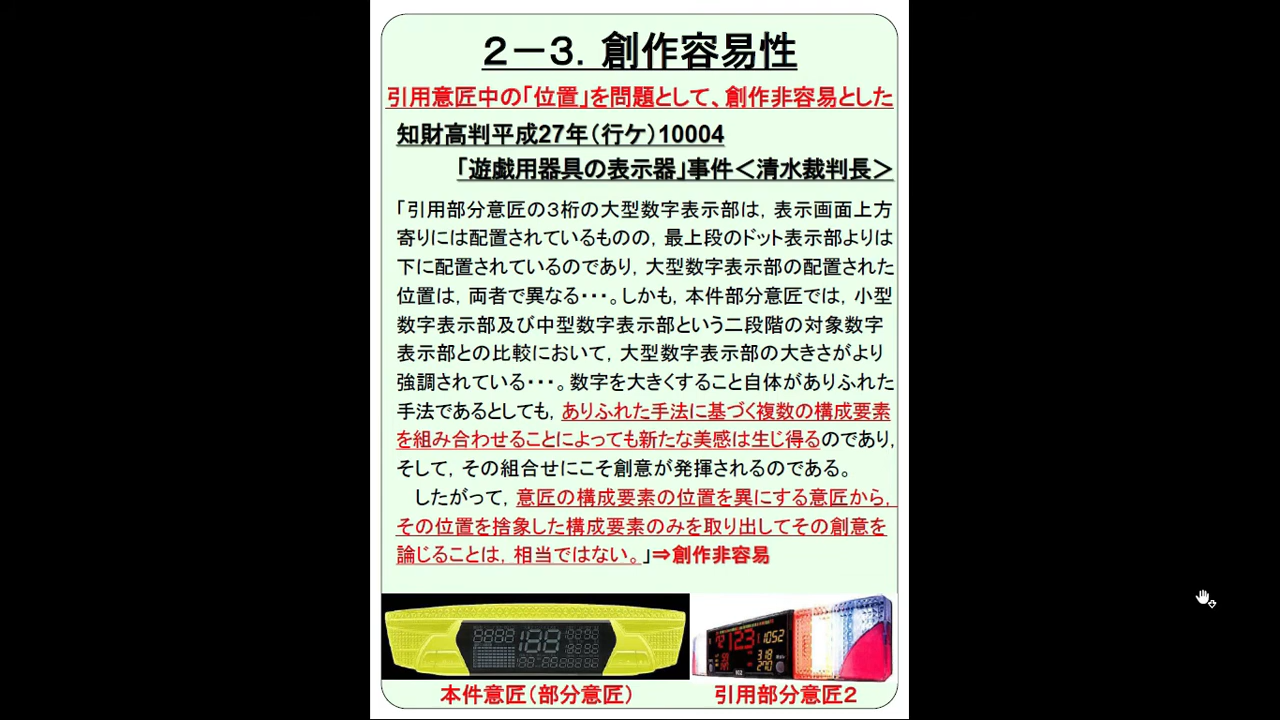 ２－３．創作容易性
引用意匠中の「位置」を問題として、創作非容易とした
知財高判平成27年（行ケ）10004
「遊戯用器具の表示器」事件＜清水裁判長＞
「引用部分意匠の３桁の大型数字表示部は，表示画面上方
寄りには配置されているものの，最上段のドット表示部よりは
下に配置されているのであり，大型数字表示部の配置された
位置は，両者で異なる・・・。しかも，本件部分意匠では，小型
数字表示部及び中型数字表示部という二段階の対象数字
表示部との比較において，大型数字表示部の大きさがより
強調されている・・・。数字を大きくすること自体がありふれた
手法であるとしても，ありふれた手法に基づく複数の構成要素
を組み合わせることによっても新たな美感は生じ得るのであり，
そして，その組合せにこそ創意が発揮されるのである。
したがって，意匠の構成要素の位置を異にする意匠から，
その位置を捨象した構成要素のみを取り出してその創意を
論じることは，相当ではない。」⇒創作非容易
本件意匠（部分意匠）
引用部分意匠２